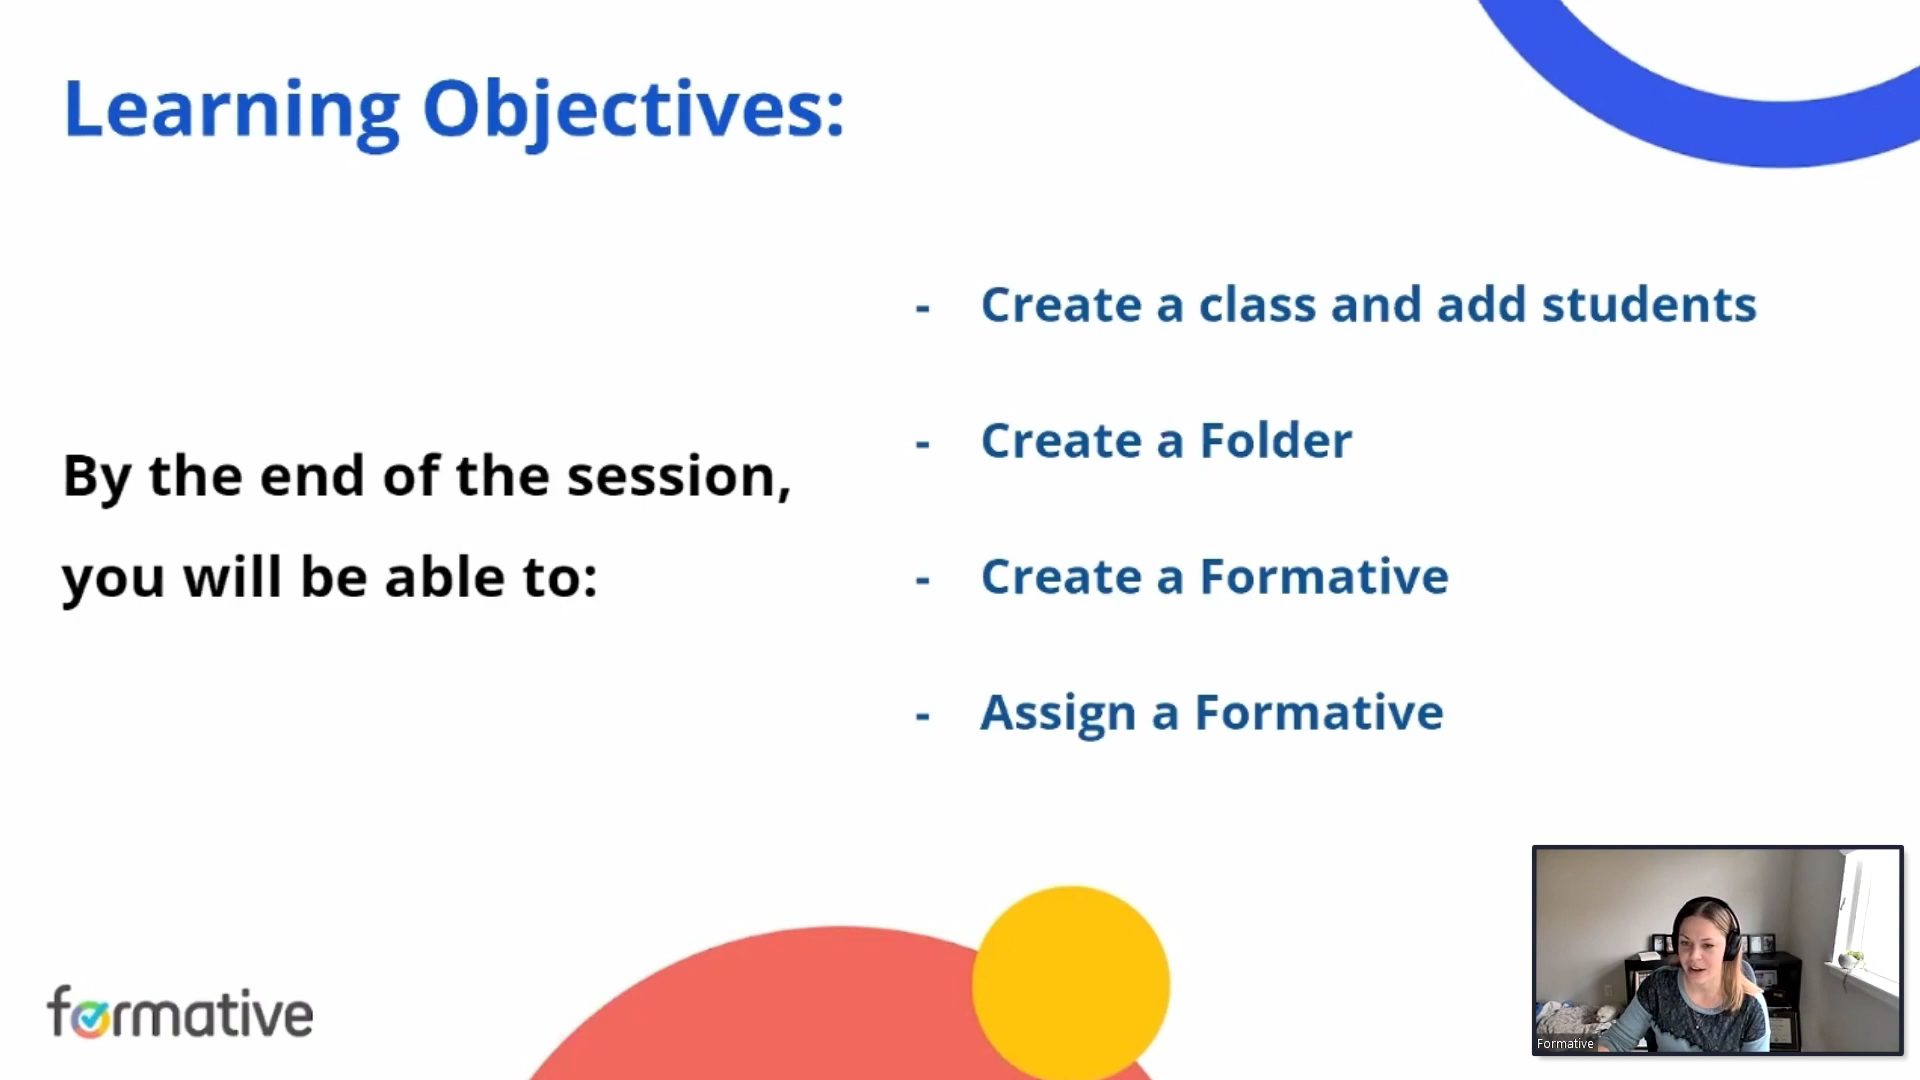 Learning Objectives:
By the end of the session,
you will be able to:
- Create a class and add students
- Create a Folder
- Create a Formative
- Assign a Formative
formative
Formative